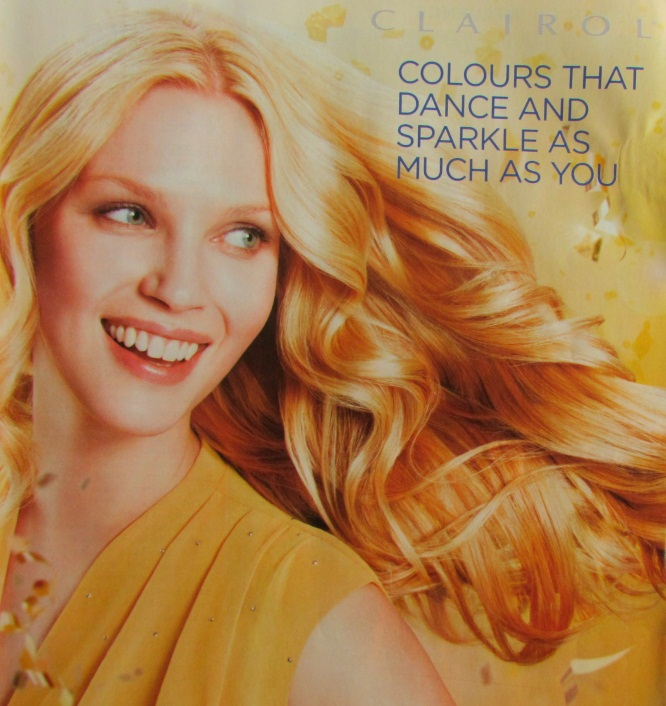 CLAIROL
COLOURS THAT
DANCE AND
SPARKLE AS
MUCH AS YOU